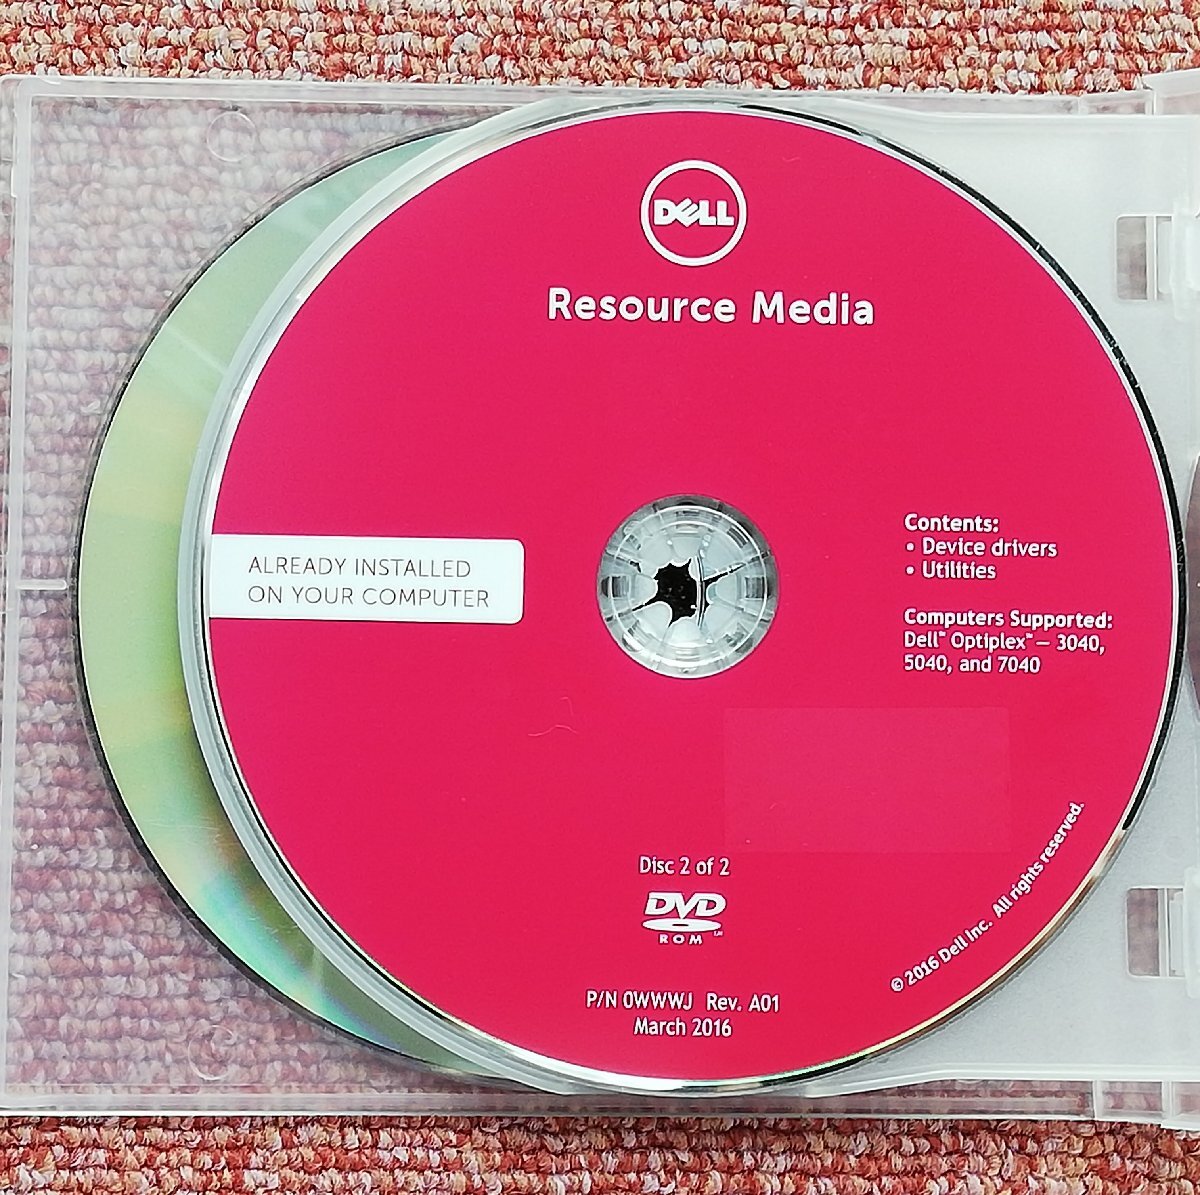 DELL
Resource Media
ALREADY INSTALLED
ON YOUR COMPUTER
Contents:
• Device drivers
• Utilities
Computers Supported:
Dell™ Optiplex™ — 3040,
5040, and 7040
Disc 2 of 2
DVD
ROM
P/N 0WWWJ Rev. A01
March 2016
© 2016 Dell Inc. All rights reserved.